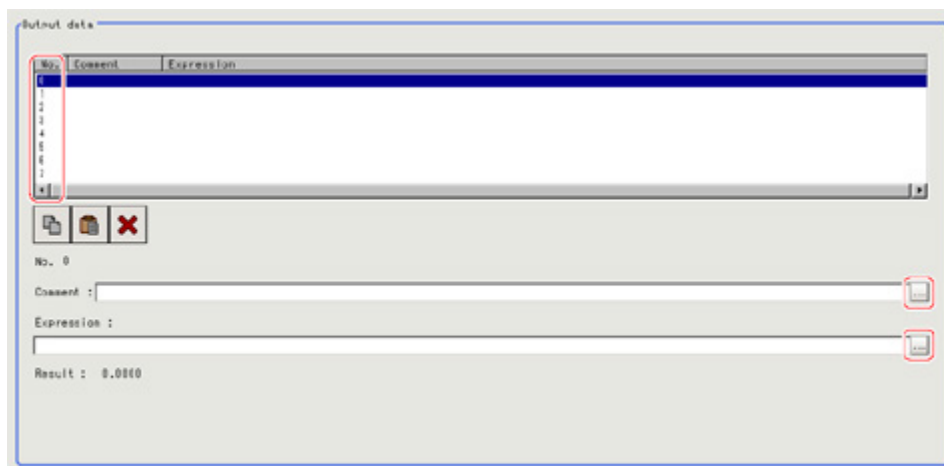 Output data
No. Comment Expression
0
1
2
3
4
5
6
7
No. 0
Comment :
...
Expression :
...
Result : 0.0000